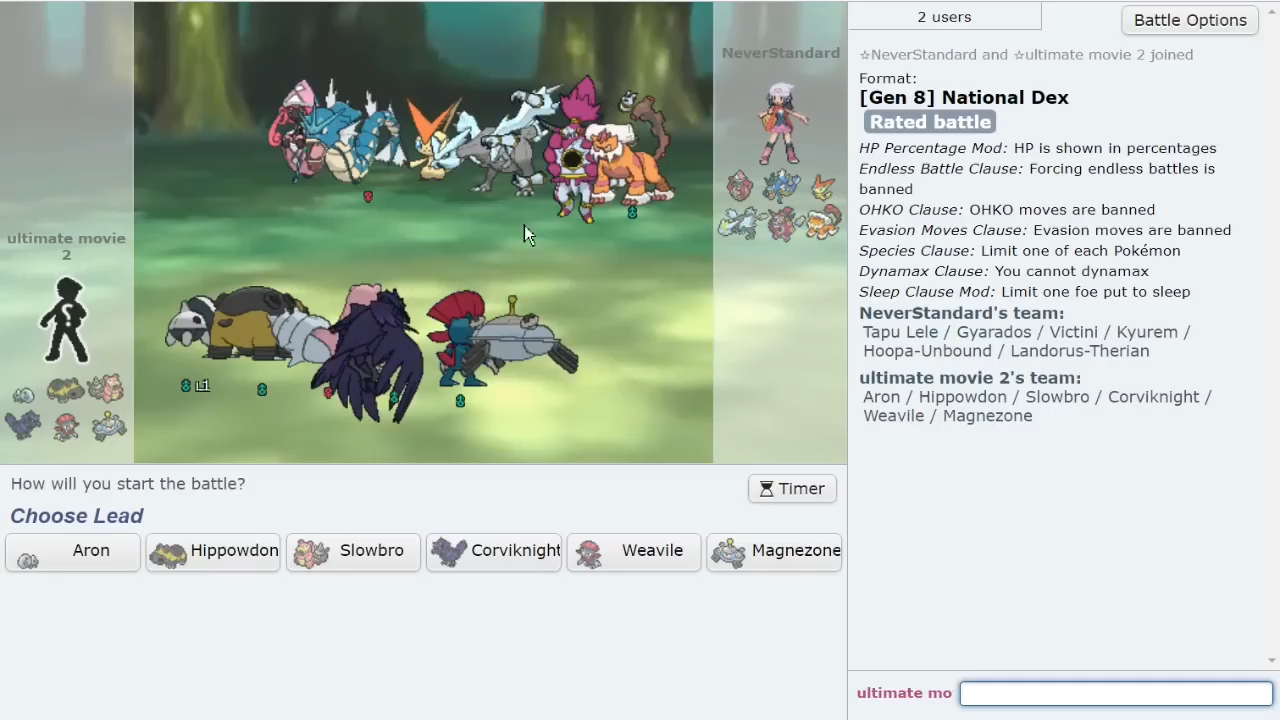 ultimate movie
2
L1
NeverStandard
How will you start the battle?
Timer
Choose Lead
Aron
Hippowdon
Slowbro
Corviknight
Weavile
Magnezone
2 users
Battle Options
☆NeverStandard and ☆ultimate movie 2 joined
Format:
[Gen 8] National Dex
Rated battle
HP Percentage Mod: HP is shown in percentages
Endless Battle Clause: Forcing endless battles is
banned
OHKO Clause: OHKO moves are banned
Evasion Moves Clause: Evasion moves are banned
Species Clause: Limit one of each Pokémon
Dynamax Clause: You cannot dynamax
Sleep Clause Mod: Limit one foe put to sleep
NeverStandard's team:
Tapu Lele / Gyarados / Victini / Kyurem /
Hoopa-Unbound / Landorus-Therian
ultimate movie 2's team:
Aron / Hippowdon / Slowbro / Corviknight /
Weavile / Magnezone
ultimate mo